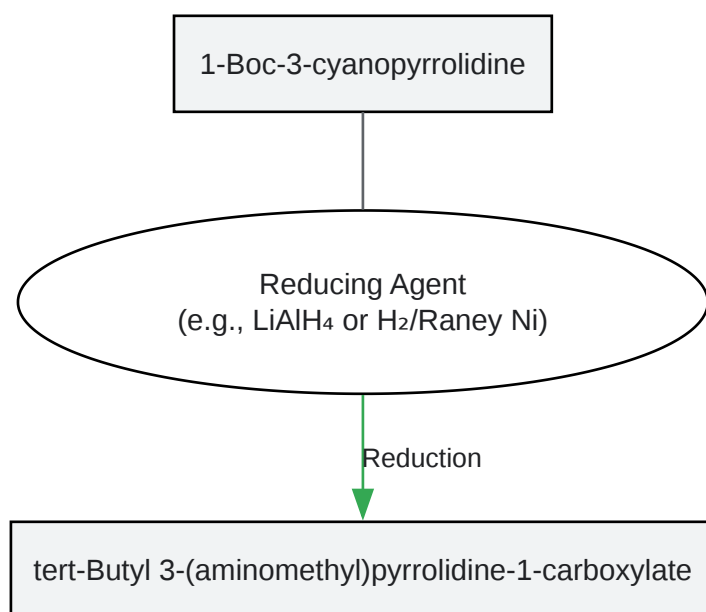 1-Boc-3-cyanopyrrolidine
Reducing Agent
(e.g., LiAlH₄ or H₂/Raney Ni)
Reduction
tert-Butyl 3-(aminomethyl)pyrrolidine-1-carboxylate